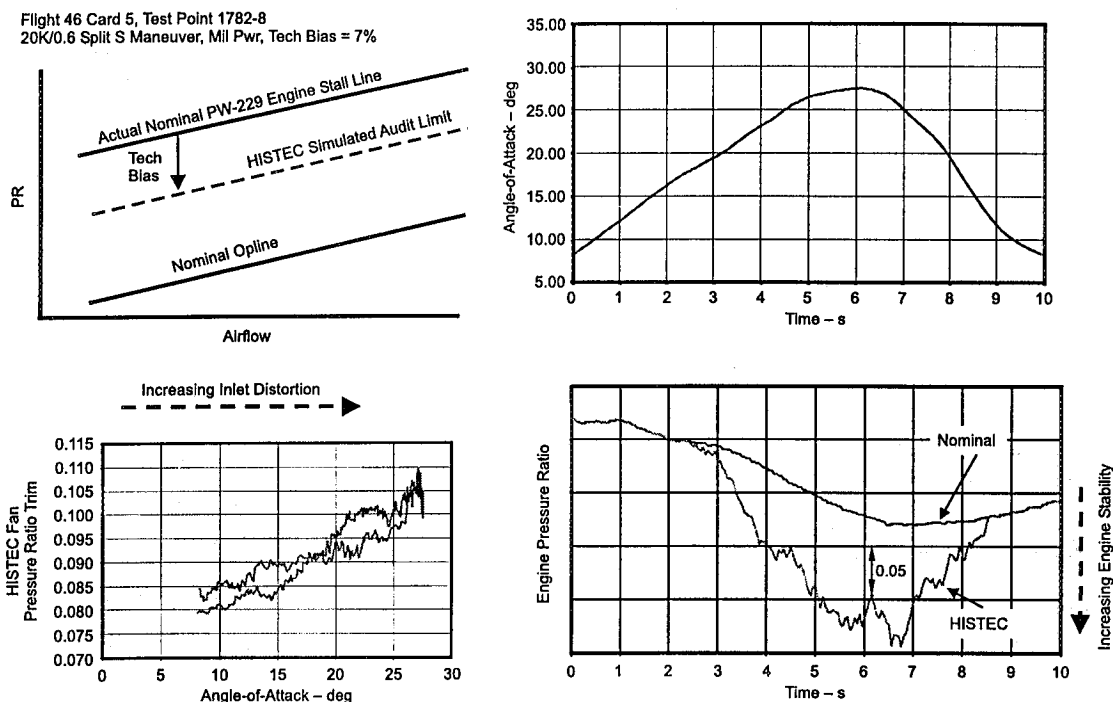 Flight 46 Card 5, Test Point 1782-8
20K/0.6 Split S Maneuver, Mil Pwr, Tech Bias = 7%
Actual Nominal PW-229 Engine Stall Line
HISTEC Simulated Audit Limit
Tech
Bias
Nominal Opline
PR
Airflow
35.00
30.00
25.00
20.00
15.00
10.00
5.00
Angle-of-Attack – deg
0 1 2 3 4 5 6 7 8 9 10
Time – s
Increasing Inlet Distortion
0.115
0.110
0.105
0.100
0.095
0.090
0.085
0.080
0.075
0.070
HISTEC Fan
Pressure Ratio Trim
0 5 10 15 20 25 30
Angle-of-Attack – deg
Engine Pressure Ratio
Nominal
0.05
HISTEC
0 1 2 3 4 5 6 7 8 9 10
Time – s
Increasing Engine Stability